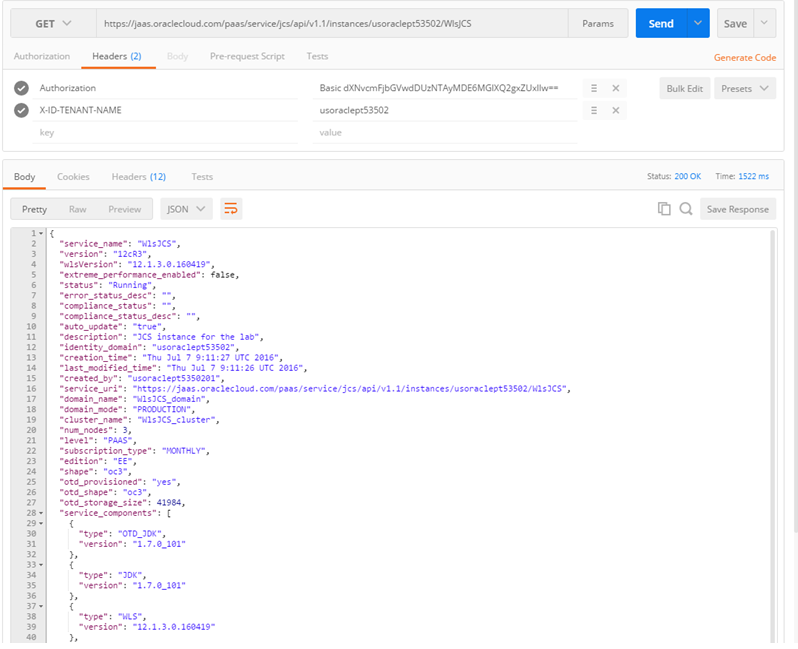 GET https://jaas.oraclecloud.com/paas/service/jcs/api/v1.1/instances/usoraclept53502/WlsJCS Params Send Save
Authorization Headers (2) Body Pre-request Script Tests Generate Code
Authorization Basic dXNvcmFjbGVwdDUzNTAyMDE6MGlXQ2gxZUxllw== Bulk Edit Presets
X-ID-TENANT-NAME usoraclept53502
key value
Body Cookies Headers (12) Tests Status: 200 OK Time: 1522 ms
Pretty Raw Preview JSON Save Response
1 {
2 "service_name": "WlsJCS",
3 "version": "12cR3",
4 "wlsVersion": "12.1.3.0.160419",
5 "extreme_performance_enabled": false,
6 "status": "Running",
7 "error_status_desc": "",
8 "compliance_status": "",
9 "compliance_status_desc": "",
10 "auto_update": "true",
11 "description": "JCS instance for the lab",
12 "identity_domain": "usoraclept53502",
13 "creation_time": "Thu Jul 7 9:11:27 UTC 2016",
14 "last_modified_time": "Thu Jul 7 9:11:26 UTC 2016",
15 "created_by": "usoraclept5350201",
16 "service_uri": "https://jaas.oraclecloud.com/paas/service/jcs/api/v1.1/instances/usoraclept53502/WlsJCS",
17 "domain_name": "WlsJCS_domain",
18 "domain_mode": "PRODUCTION",
19 "cluster_name": "WlsJCS_cluster",
20 "num_nodes": 3,
21 "level": "PAAS",
22 "subscription_type": "MONTHLY",
23 "edition": "EE",
24 "shape": "oc3",
25 "otd_provisioned": "yes",
26 "otd_shape": "oc3",
27 "otd_storage_size": 41984,
28 "service_components": [
29 {
30 "type": "OTD_JDK",
31 "version": "1.7.0_101"
32 },
33 {
34 "type": "JDK",
35 "version": "1.7.0_101"
36 },
37 {
38 "type": "WLS",
39 "version": "12.1.3.0.160419"
40 },